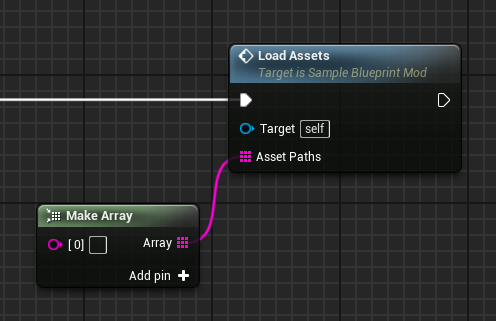 Load Assets
Target is Sample Blueprint Mod
Target self
Asset Paths
Make Array
[0] Array
Add pin +